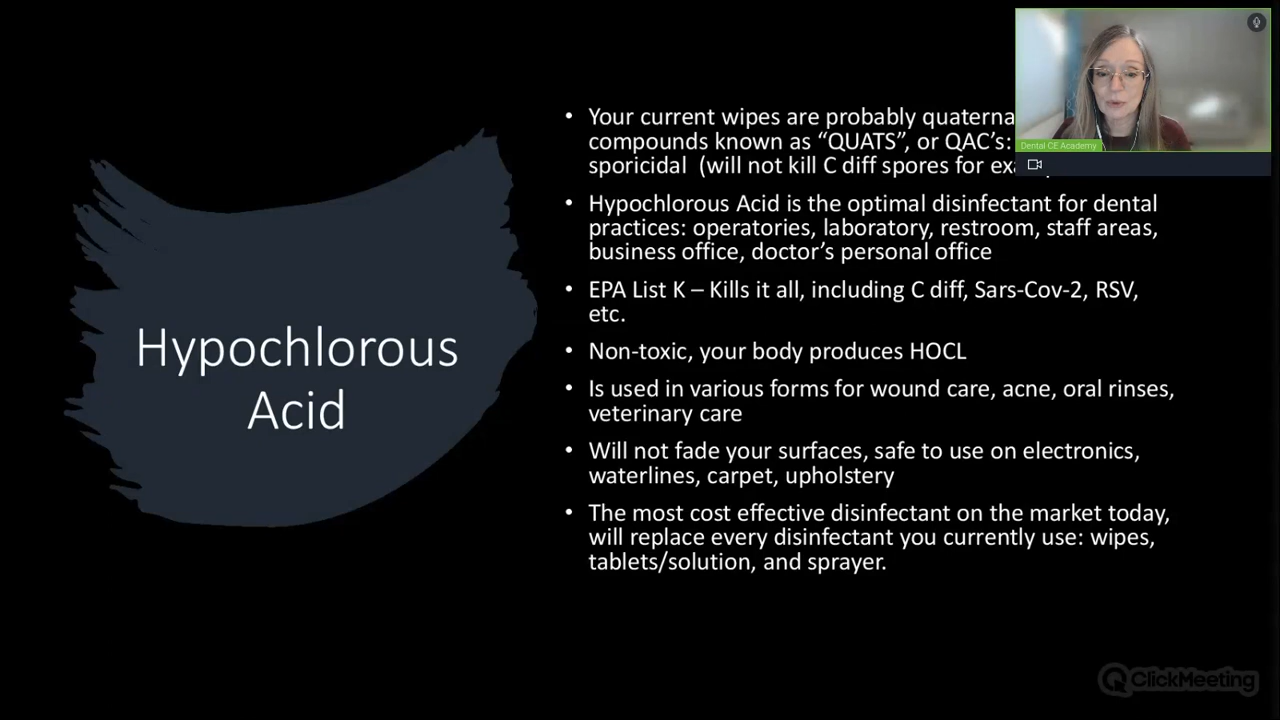 Hypochlorous
Acid
• Your current wipes are probably
compounds known as “QUATS”, or QAC’s:
sporicidal (will not kill C diff spores for
• Hypochlorous Acid is the optimal disinfectant for dental
practices: operatories, laboratory, restroom, staff areas,
business office, doctor’s personal office
• EPA List K – Kills it all, including C diff, Sars-Cov-2, RSV,
etc.
• Non-toxic, your body produces HOCL
• Is used in various forms for wound care, acne, oral rinses,
veterinary care
• Will not fade your surfaces, safe to use on electronics,
waterlines, carpet, upholstery
• The most cost effective disinfectant on the market today,
will replace every disinfectant you currently use: wipes,
tablets/solution, and sprayer.
Dental CE Academy
ClickMeeting